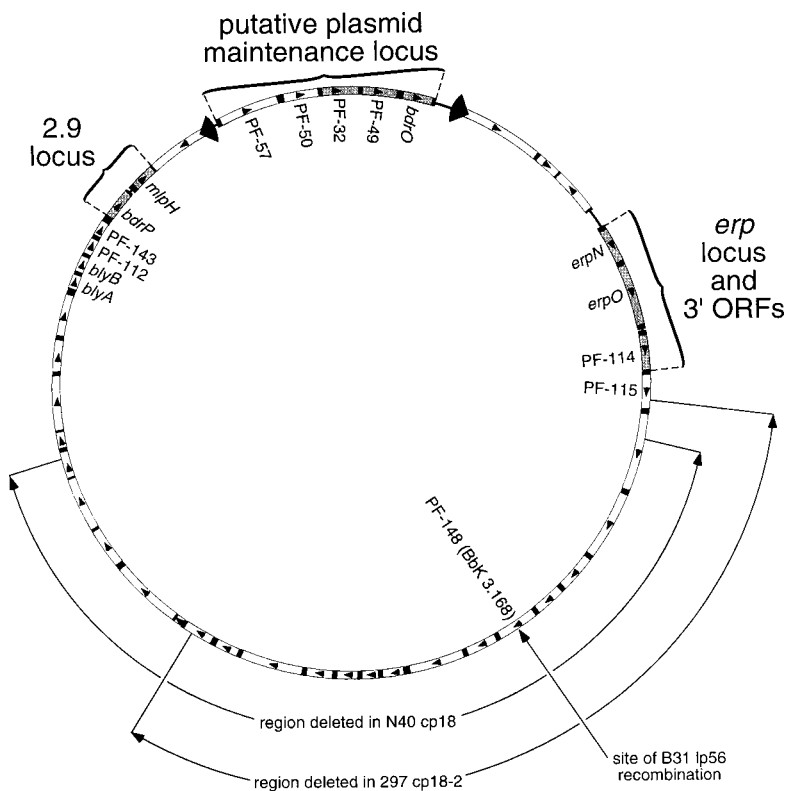 putative plasmid
maintenance locus
2.9
locus
PF-57
PF-50
PF-32
PF-49
bdrO
mlpH
bdrP
PF-143
PF-112
blyB
blyA
erpN
erpO
PF-114
PF-115
erp
locus
and
3' ORFs
PF-148 (BbK 3.168)
region deleted in N40 cp18
region deleted in 297 cp18-2
site of B31 lp56
recombination